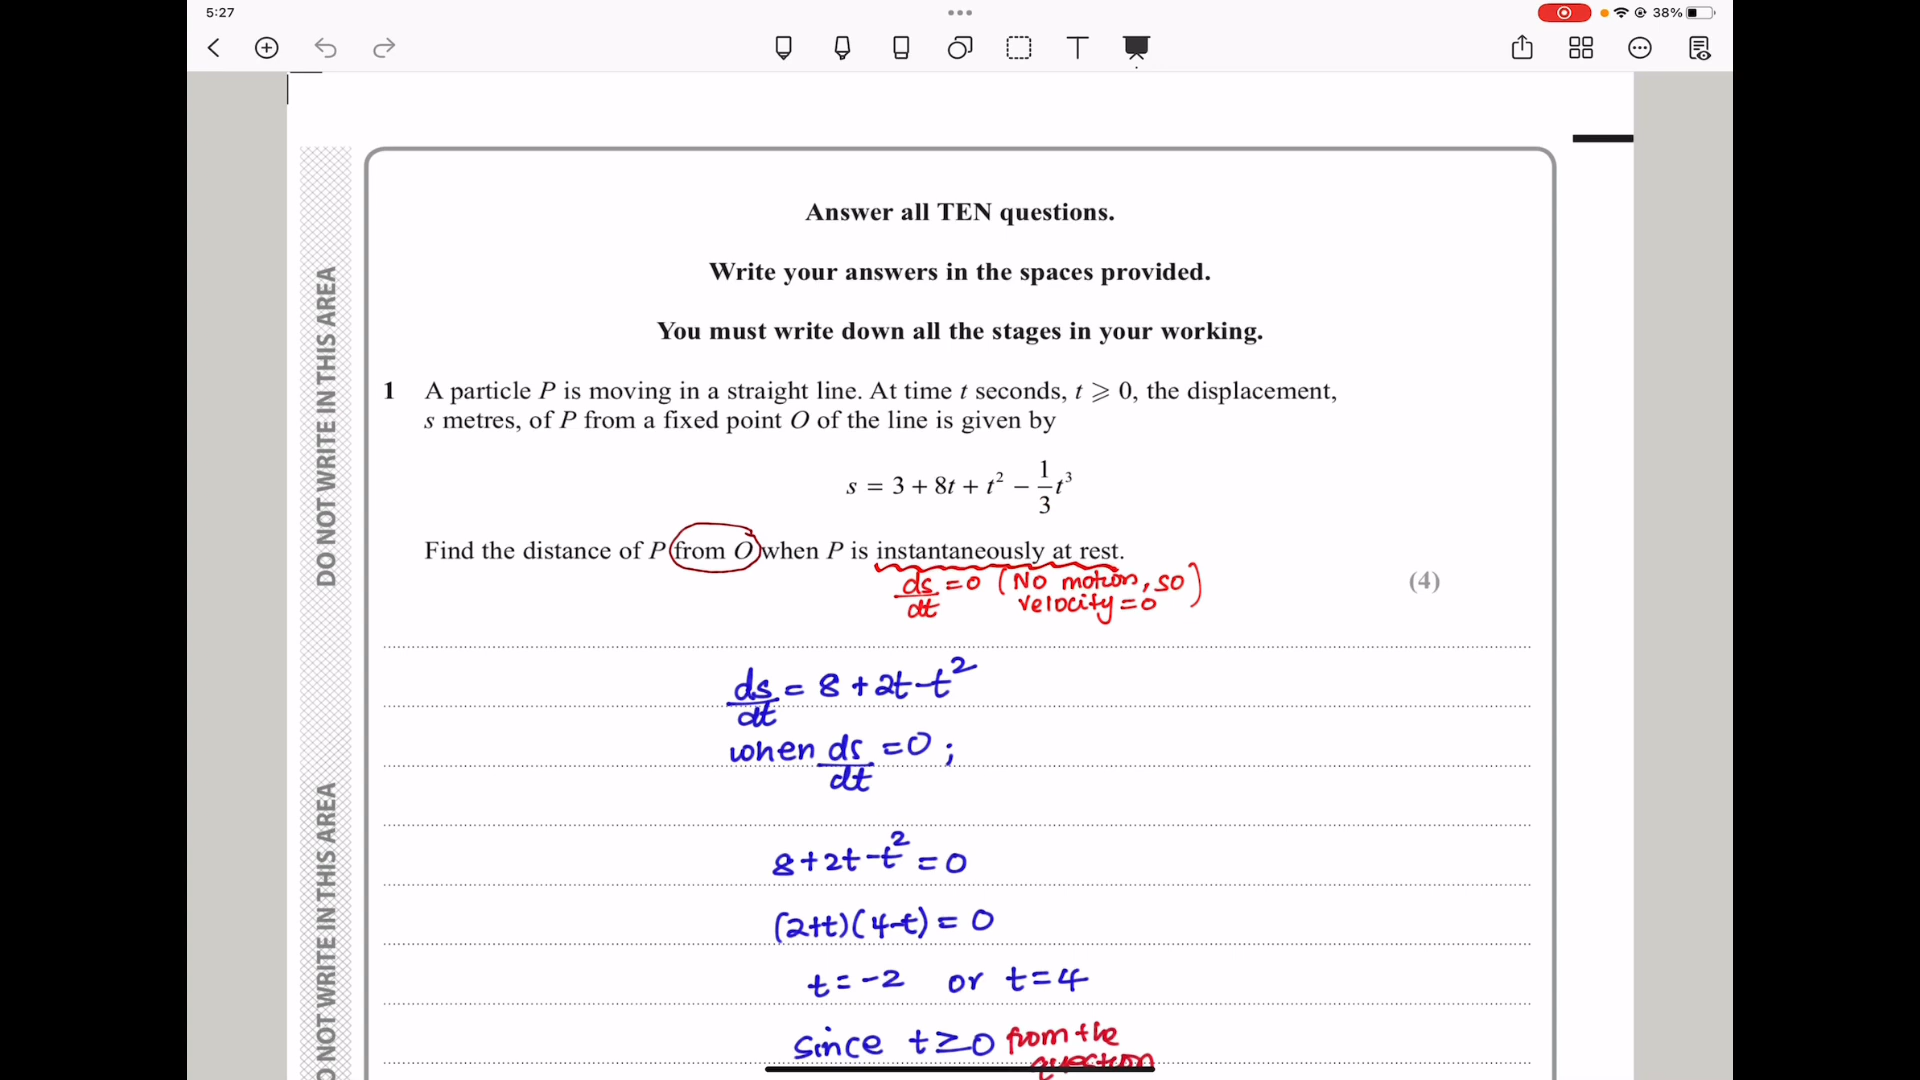 5:27
38%
Answer all TEN questions.
Write your answers in the spaces provided.
You must write down all the stages in your working.
1 A particle P is moving in a straight line. At time t seconds, t ⩾ 0, the displacement,
s metres, of P from a fixed point O of the line is given by
s = 3 + 8t + t² − 1/3 t³
Find the distance of P from O when P is instantaneously at rest.
ds/dt = 0 (No motion, so velocity = 0)
(4)
ds/dt = 8 + 2t - t²
when ds/dt = 0 ;
8 + 2t - t² = 0
(2+t)(4-t) = 0
t = -2 or t = 4
since t ≥ 0 from the
question
DO NOT WRITE IN THIS AREA
DO NOT WRITE IN THIS AREA